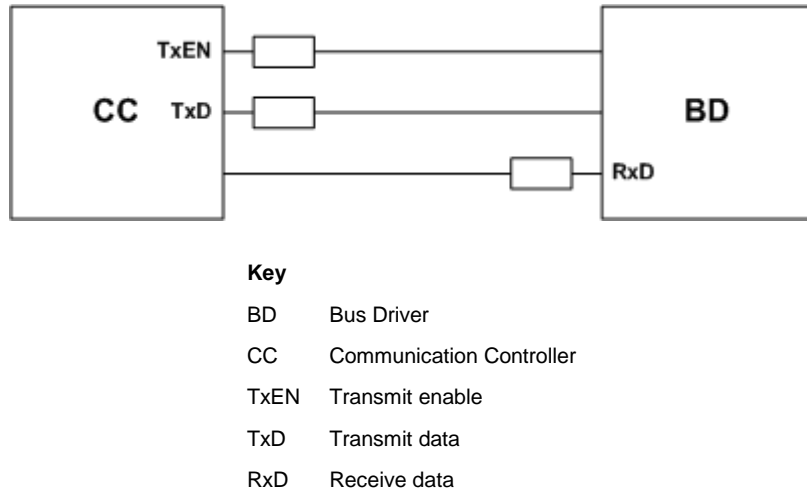 TxEN
CC TxD BD
RxD
Key
BD Bus Driver
CC Communication Controller
TxEN Transmit enable
TxD Transmit data
RxD Receive data